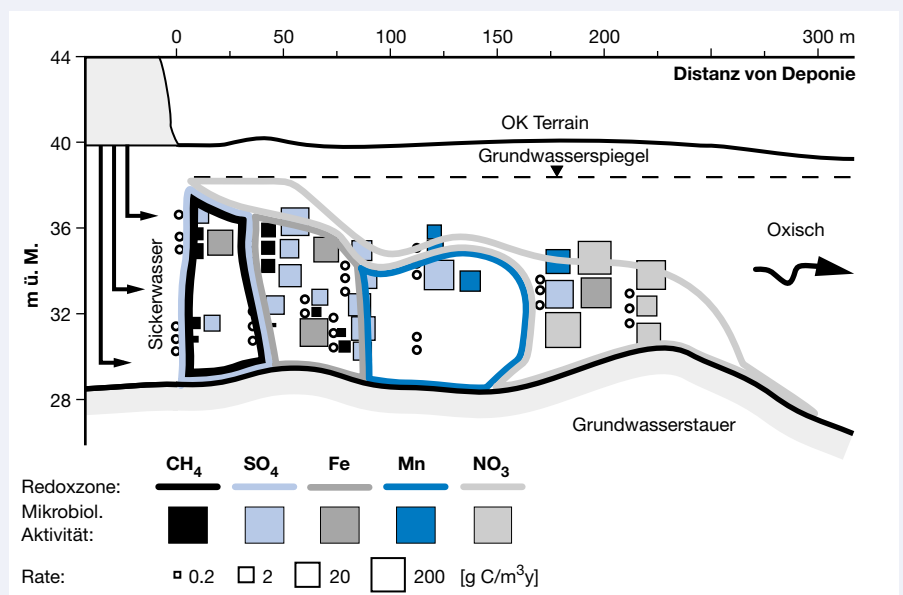 0 50 100 150 200 300 m
Distanz von Deponie
44
OK Terrain
40
Grundwasserspiegel
36
Oxisch
m ü. M.
Sickerwasser
32
28
Grundwasserstauer
CH4 SO4 Fe Mn NO3
Redoxzone:
Mikrobiol.
Aktivität:
Rate: 0.2 2 20 200 [g C/m³y]